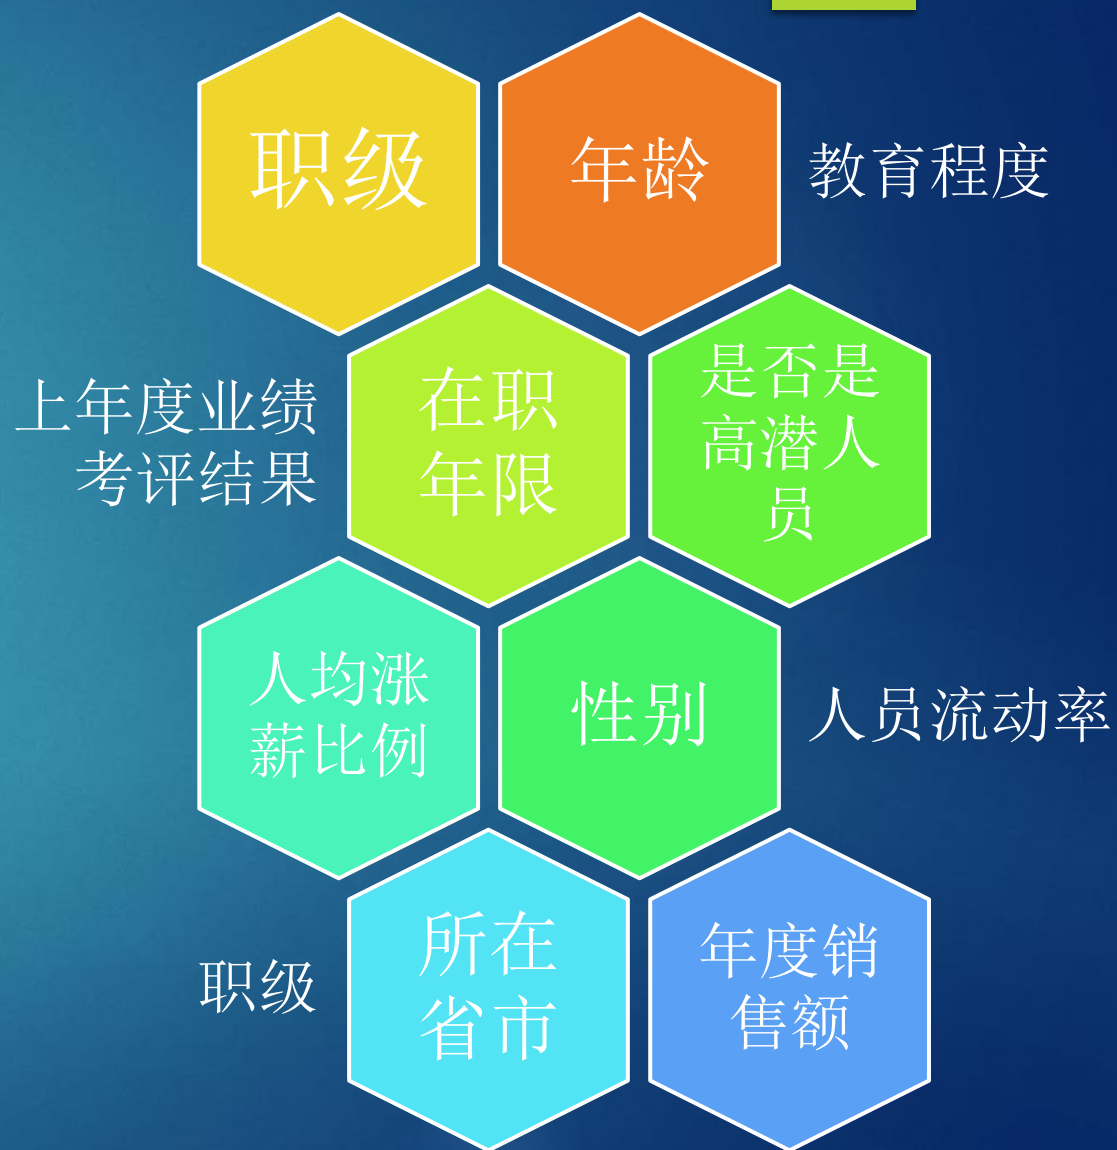 职级
年龄
教育程度
上年度业绩
考评结果
在职
年限
是否是
高潜人
员
人均涨
薪比例
性别
人员流动率
职级
所在
省市
年度销
售额